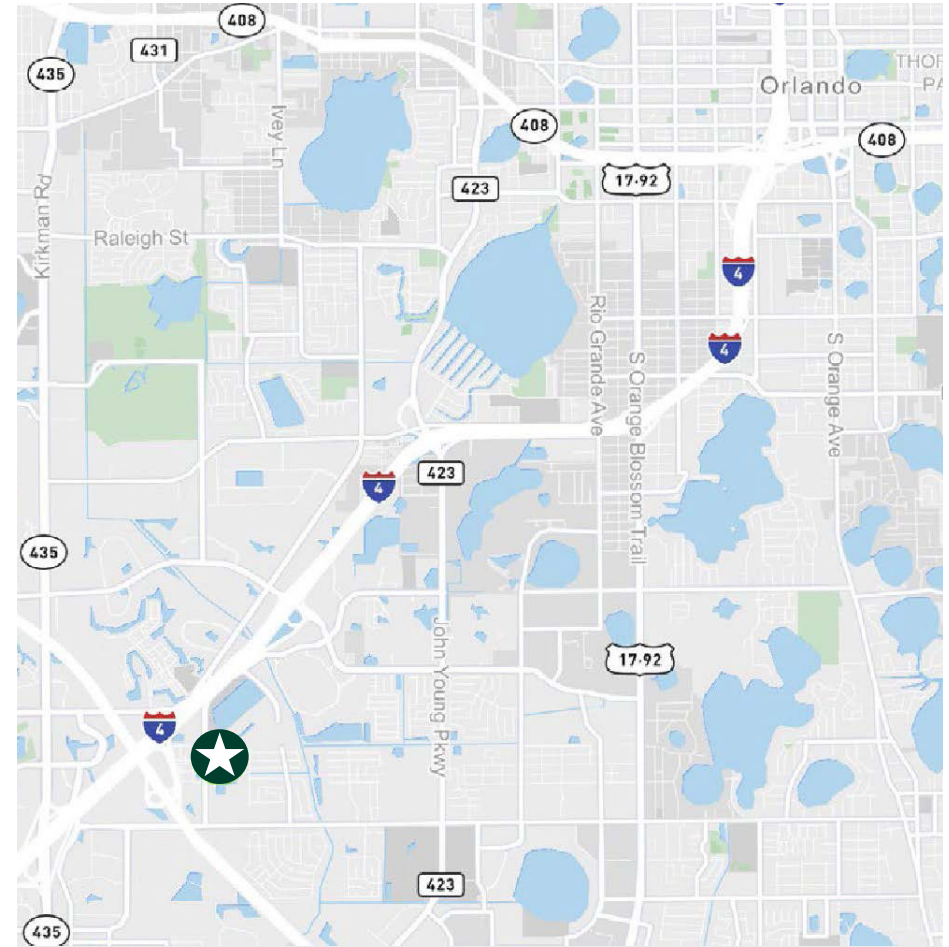 408
431
435
Orlando
THOR
PA
408
408
Ivey Ln
17-92
423
Kirkman Rd
Raleigh St
4
Rio Grande Ave
4
S Orange Blossom Trail
S Orange Ave
423
4
435
John Young Pkwy
17-92
4
423
435